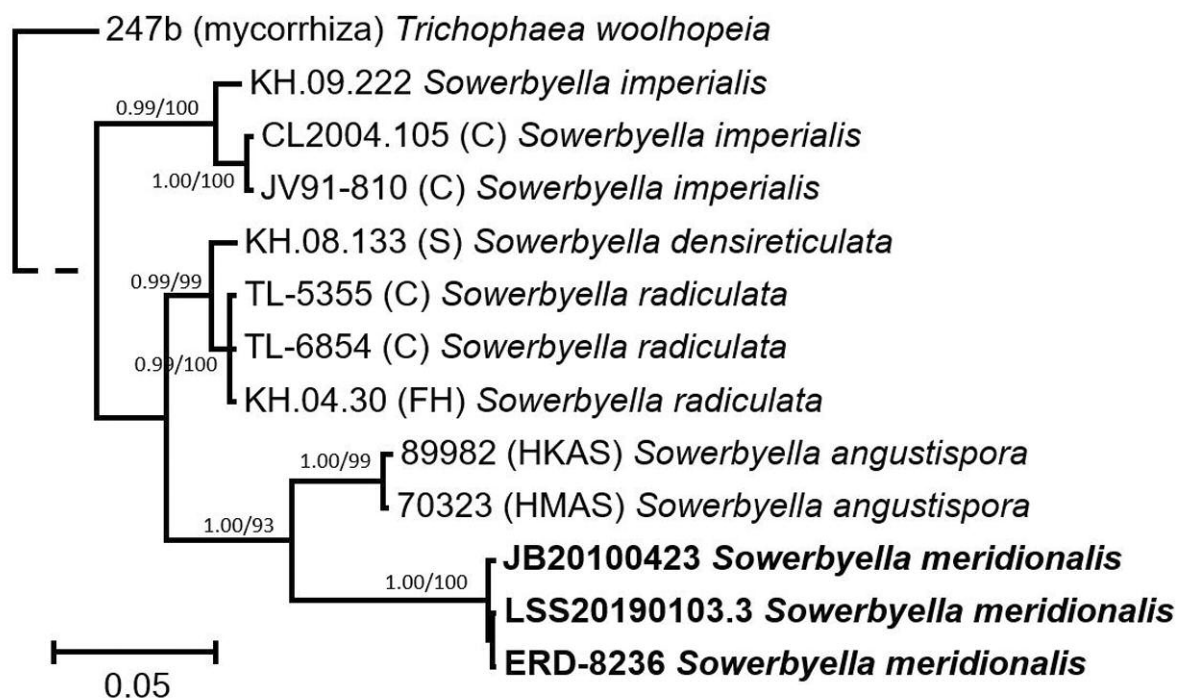 247b (mycorrhiza) Trichophaea woolhopeia
KH.09.222 Sowerbyella imperialis
0.99/100
CL2004.105 (C) Sowerbyella imperialis
1.00/100
JV91-810 (C) Sowerbyella imperialis
KH.08.133 (S) Sowerbyella densireticulata
0.99/99
TL-5355 (C) Sowerbyella radiculata
TL-6854 (C) Sowerbyella radiculata
0.99/100
KH.04.30 (FH) Sowerbyella radiculata
1.00/99
89982 (HKAS) Sowerbyella angustispora
70323 (HMAS) Sowerbyella angustispora
1.00/93
JB20100423 Sowerbyella meridionalis
1.00/100
LSS20190103.3 Sowerbyella meridionalis
ERD-8236 Sowerbyella meridionalis
0.05